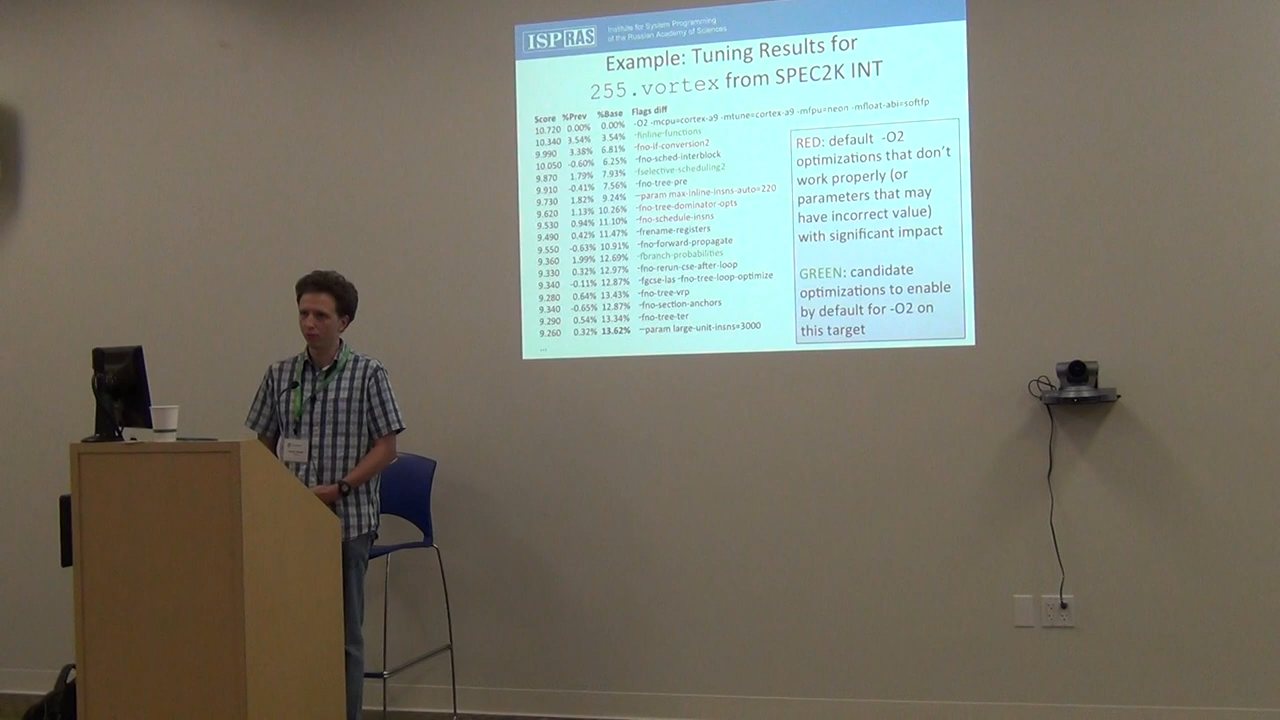 ISPRAS Institute for System Programming
of the Russian Academy of Sciences
Example: Tuning Results for
255.vortex from SPEC2K INT
Score %Prev %Base Flags diff
10.720 0.00% 0.00% -O2 -mcpu=cortex-a9 -mtune=cortex-a9 -mfpu=neon -mfloat-abi=softfp
10.340 3.54% 3.54% -finline-functions
9.990 3.38% 6.81% -fno-if-conversion2
10.050 -0.60% 6.25% -fno-sched-interblock
9.870 1.79% 7.93% -fselective-scheduling2
9.910 -0.41% 7.56% -fno-tree-pre
9.730 1.82% 9.24% --param max-inline-insns-auto=220
9.620 1.13% 10.26% -fno-tree-dominator-opts
9.530 0.94% 11.10% -fno-schedule-insns
9.490 0.42% 11.47% -frename-registers
9.550 -0.63% 10.91% -fno-forward-propagate
9.360 1.99% 12.69% -fbranch-probabilities
9.330 0.32% 12.97% -fno-rerun-cse-after-loop
9.340 -0.11% 12.87% -fgcse-las -fno-tree-loop-optimize
9.280 0.64% 13.43% -fno-tree-vrp
9.340 -0.65% 12.87% -fno-section-anchors
9.290 0.54% 13.34% -fno-tree-ter
9.260 0.32% 13.62% --param large-unit-insns=3000
...
RED: default -O2
optimizations that don't
work properly (or
parameters that may
have incorrect value)
with significant impact
GREEN: candidate
optimizations to enable
by default for -O2 on
this target